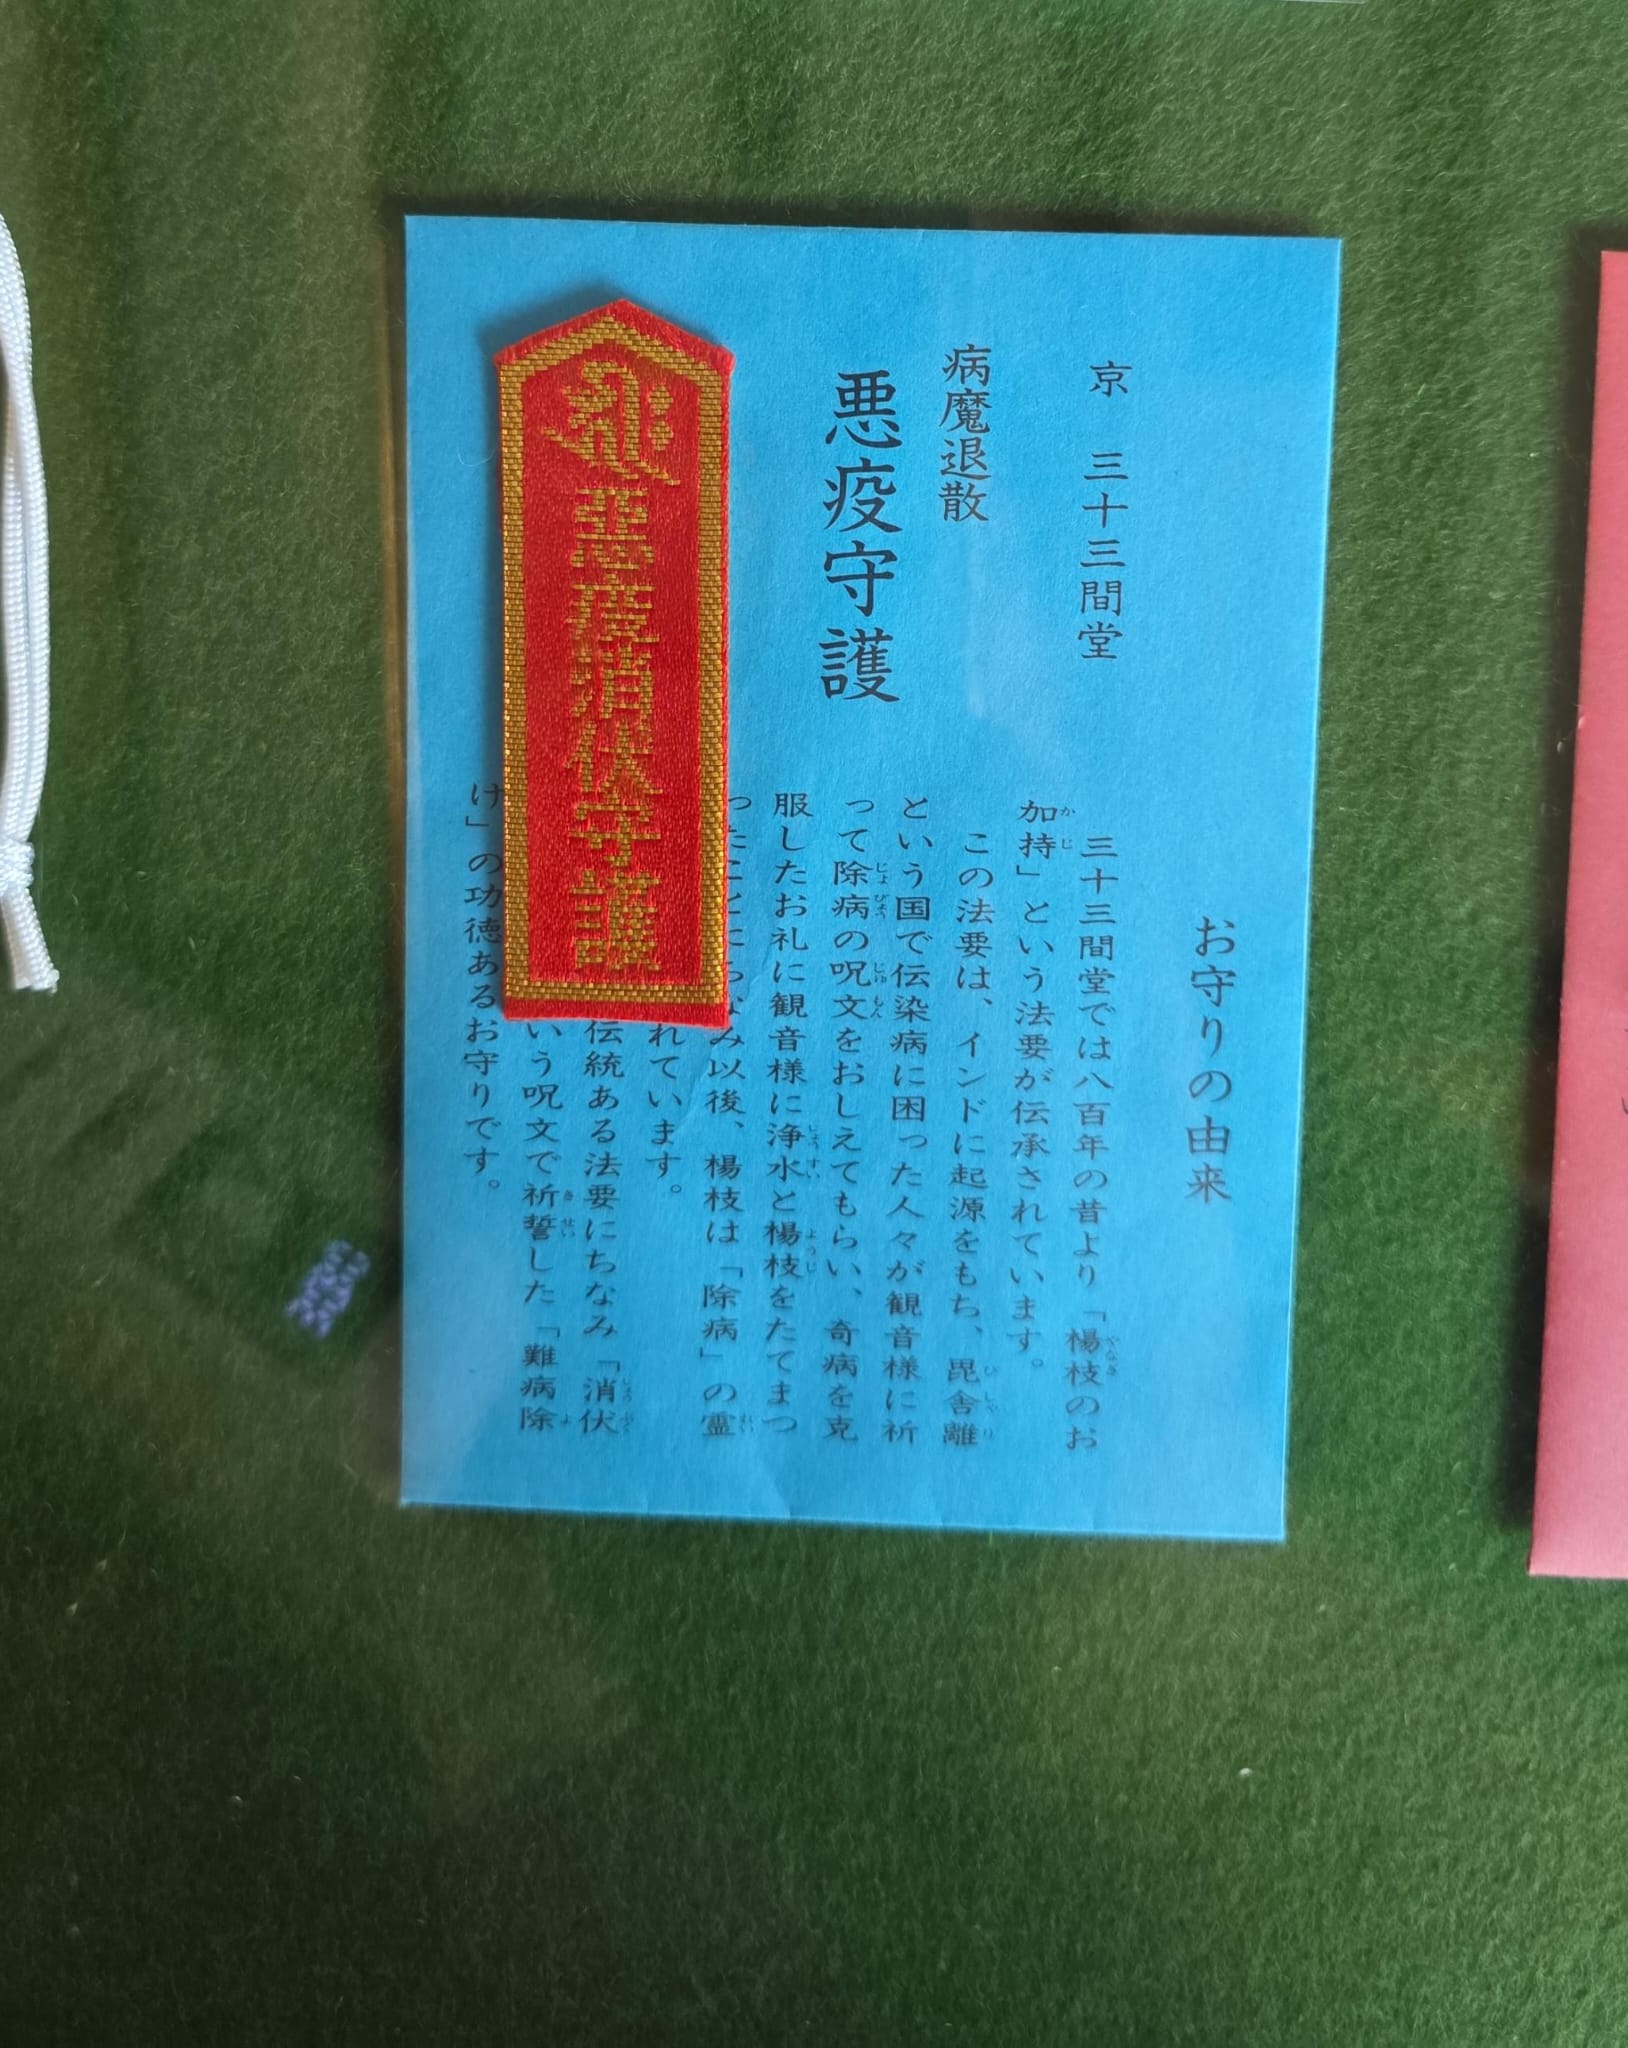 京 三十三間堂
病魔退散
悪疫守護
お守りの由来
三十三間堂では八百年の昔より「楊枝のお
加持」という法要が伝承されています。
この法要は、インドに起源をもち、毘舎離
という国で伝染病に困った人々が観音様に祈
って除病の呪文をおしえてもらい、奇病を克
服したお礼に観音様に浄水と楊枝をたてまつ
ったことにちなみ以後、楊枝は「除病」の霊
れています。
伝統ある法要にちなみ「消伏
いう呪文で祈誓した「難病除
け」の功徳あるお守りです。
悪疫消伏守護